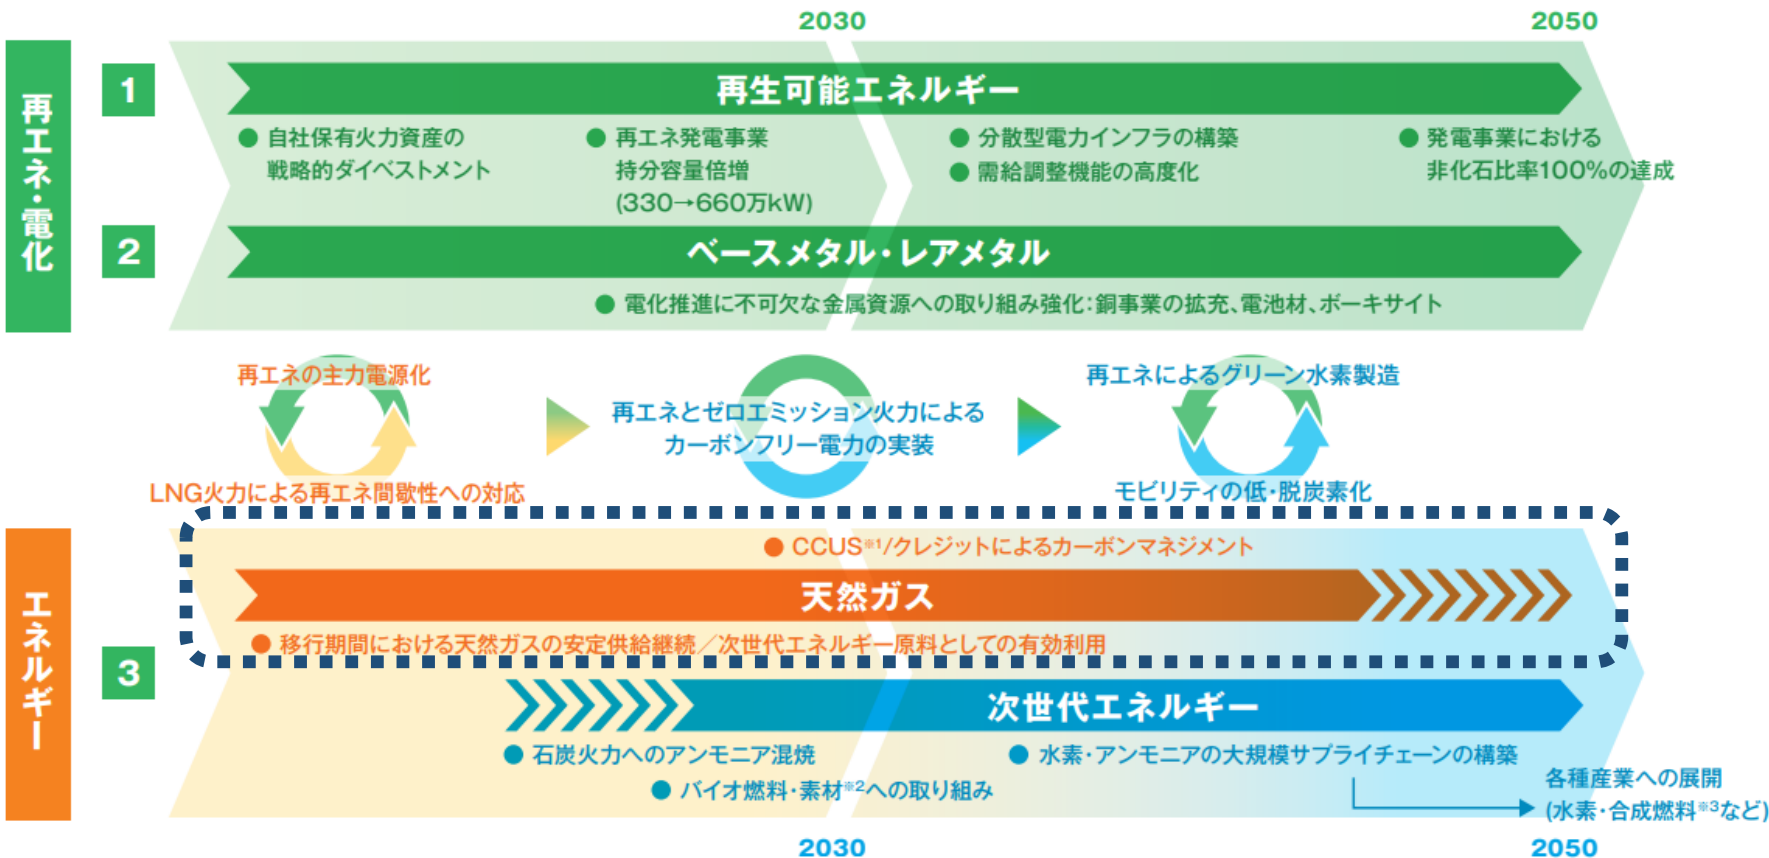 2030
2050
再エネ・電化
1
再生可能エネルギー
● 自社保有火力資産の
戦略的ダイベストメント
● 再エネ発電事業
持分容量倍増
(330→660万kW)
● 分散型電力インフラの構築
● 需給調整機能の高度化
● 発電事業における
非化石比率100%の達成
2
ベースメタル・レアメタル
● 電化推進に不可欠な金属資源への取り組み強化：銅事業の拡充、電池材、ボーキサイト
再エネの主力電源化
LNG火力による再エネ間歇性への対応
再エネとゼロエミッション火力による
カーボンフリー電力の実装
再エネによるグリーン水素製造
モビリティの低・脱炭素化
エネルギー
3
● CCUS※1/クレジットによるカーボンマネジメント
天然ガス
● 移行期間における天然ガスの安定供給継続／次世代エネルギー原料としての有効利用
次世代エネルギー
● 石炭火力へのアンモニア混焼
● バイオ燃料・素材※2への取り組み
● 水素・アンモニアの大規模サプライチェーンの構築
各種産業への展開
(水素・合成燃料※3など)
2030
2050